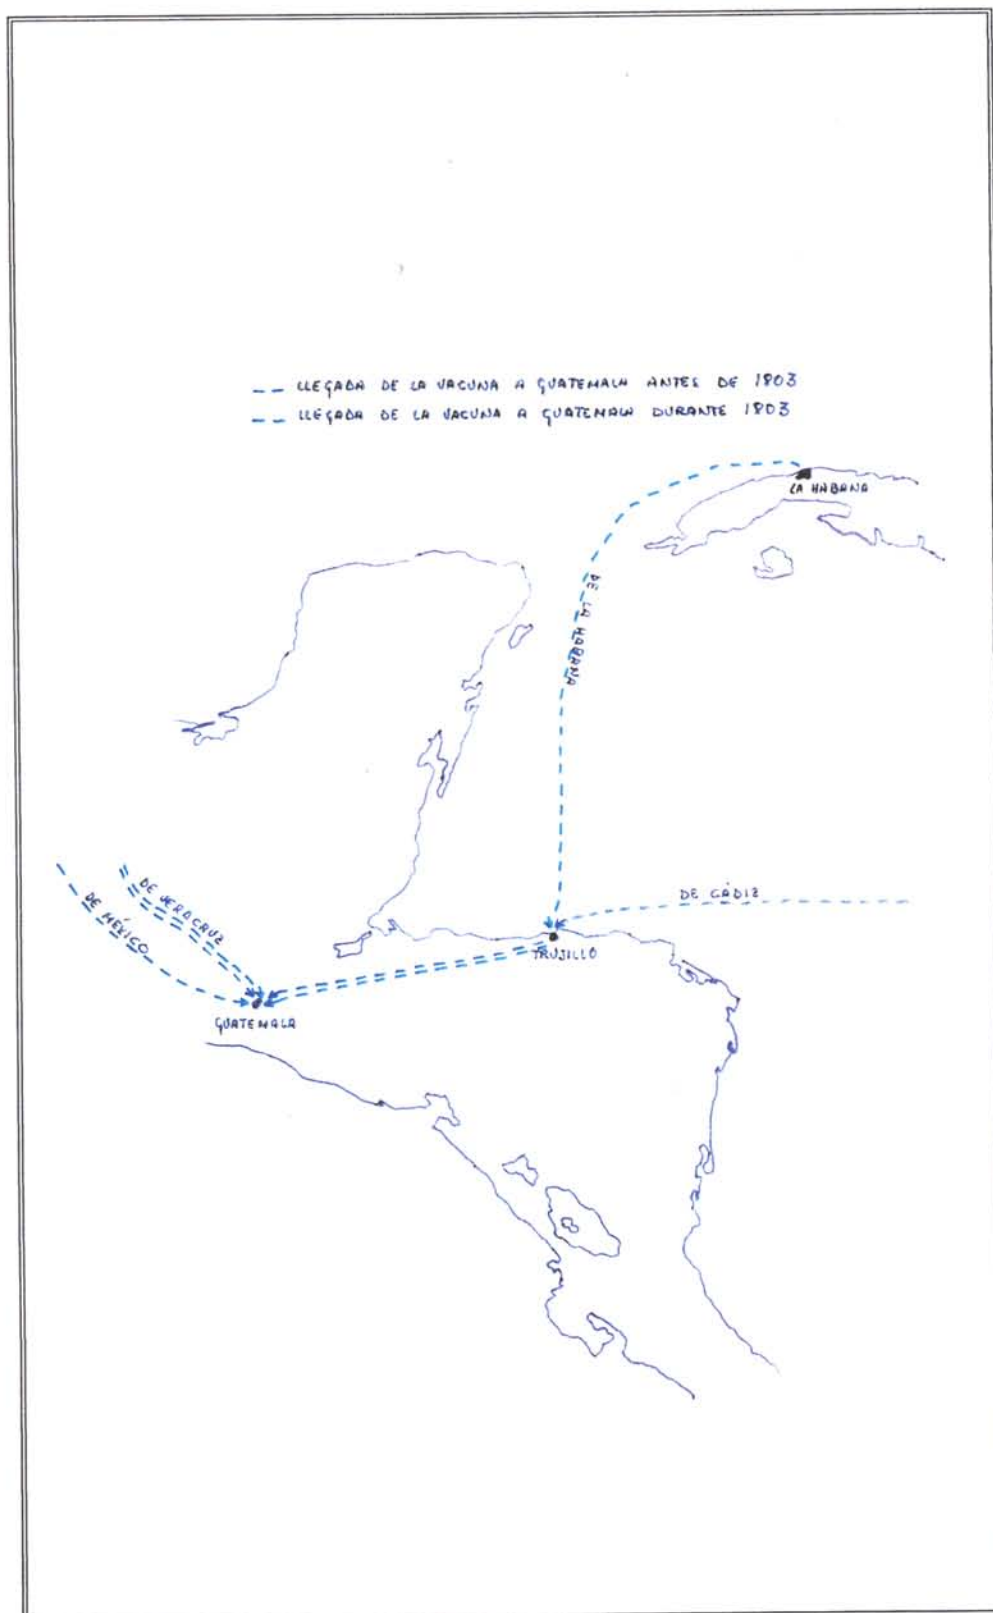 LLEGADA DE LA VACUNA A GUATEMALA ANTES DE 1803
LLEGADA DE LA VACUNA A GUATEMALA DURANTE 1803
LA HABANA
DE LA HABANA
DE CÁDIZ
DE VERACRUZ
DE MÉXICO
TRUJILLO
GUATEMALA